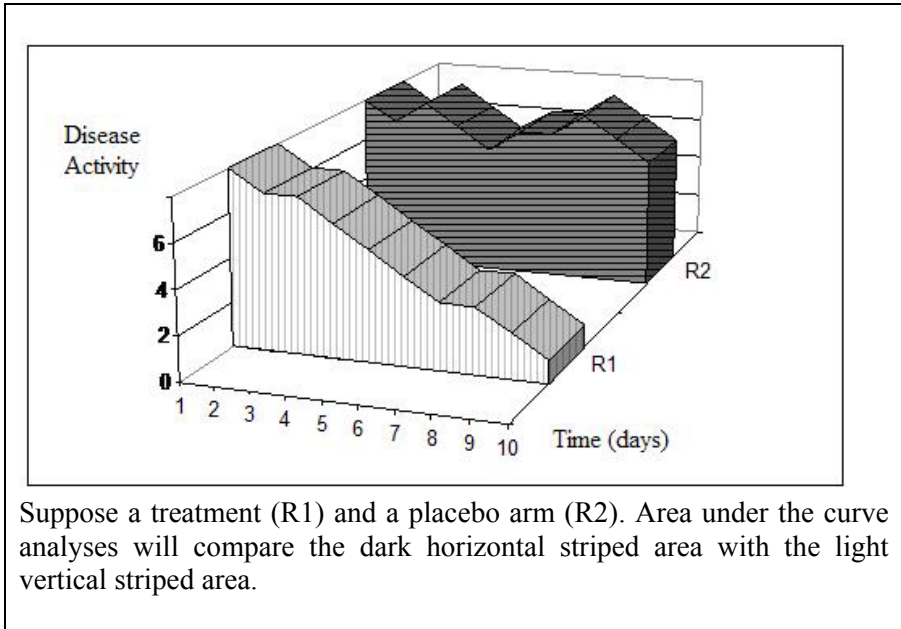 Disease
Activity
6
4
2
0
1 2 3 4 5 6 7 8 9 10
R1
R2
Time (days)
Suppose a treatment (R1) and a placebo arm (R2). Area under the curve
analyses will compare the dark horizontal striped area with the light
vertical striped area.